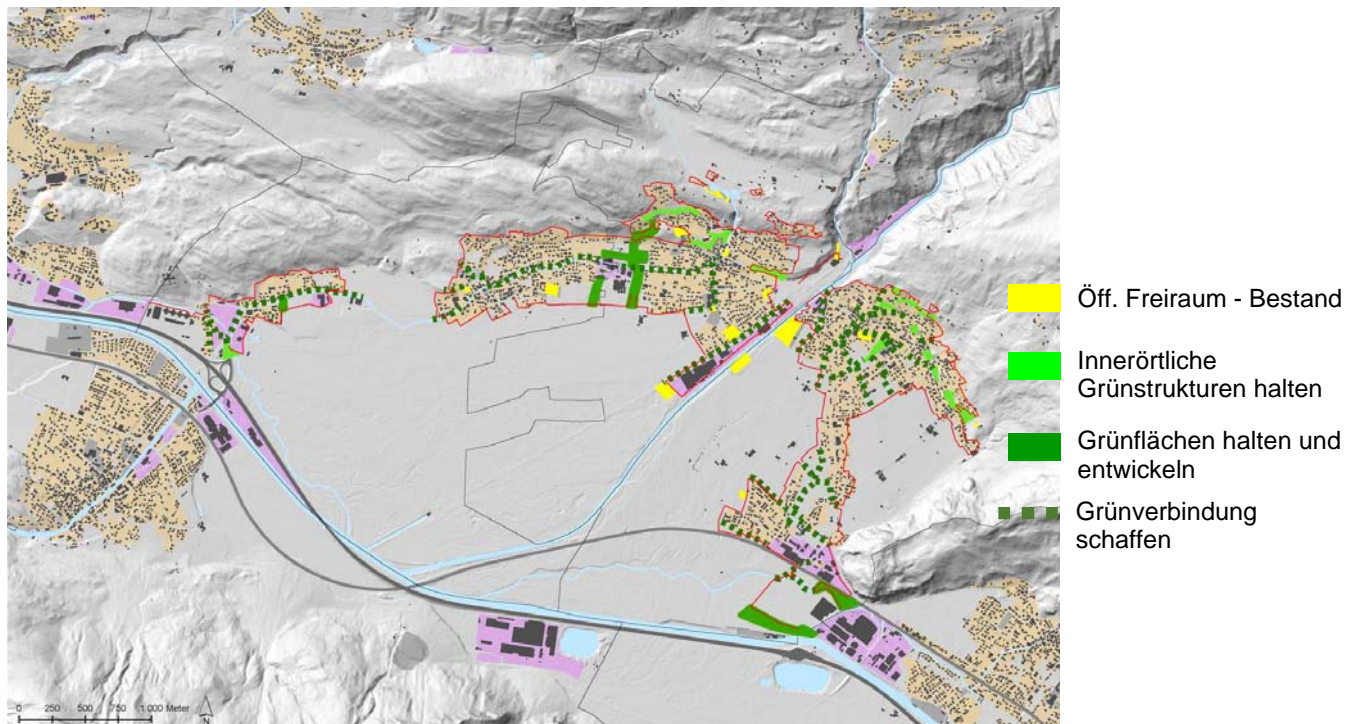 Öff. Freiraum - Bestand
Innerörtliche
Grünstrukturen halten
Grünflächen halten und
entwickeln
Grünverbindung
schaffen
0 250 500 750 1 000 Meter
N